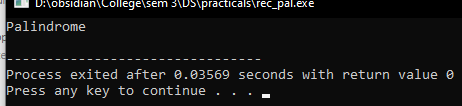 D:\obsidian\College\sem 3\DS\practicals\rec_pal.exe
Palindrome
--------------------------------
Process exited after 0.03569 seconds with return value 0
Press any key to continue . . .